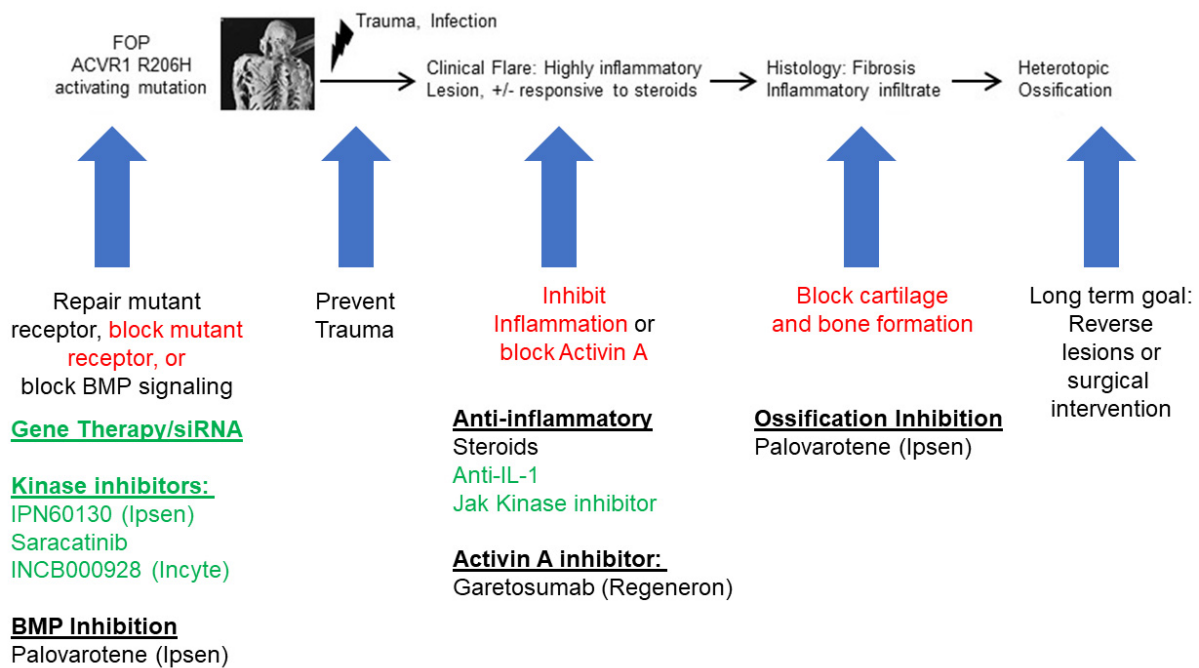 FOP
ACVR1 R206H
activating mutation
Trauma, Infection
Clinical Flare: Highly inflammatory
Lesion, +/- responsive to steroids
Histology: Fibrosis
Inflammatory infiltrate
Heterotopic
Ossification
Repair mutant
receptor, block mutant
receptor, or
block BMP signaling
Gene Therapy/siRNA
Kinase inhibitors:
IPN60130 (Ipsen)
Saracatinib
INCB000928 (Incyte)
BMP Inhibition
Palovarotene (Ipsen)
Prevent
Trauma
Inhibit
Inflammation or
block Activin A
Anti-inflammatory
Steroids
Anti-IL-1
Jak Kinase inhibitor
Activin A inhibitor:
Garetosumab (Regeneron)
Block cartilage
and bone formation
Ossification Inhibition
Palovarotene (Ipsen)
Long term goal:
Reverse
lesions or
surgical
intervention